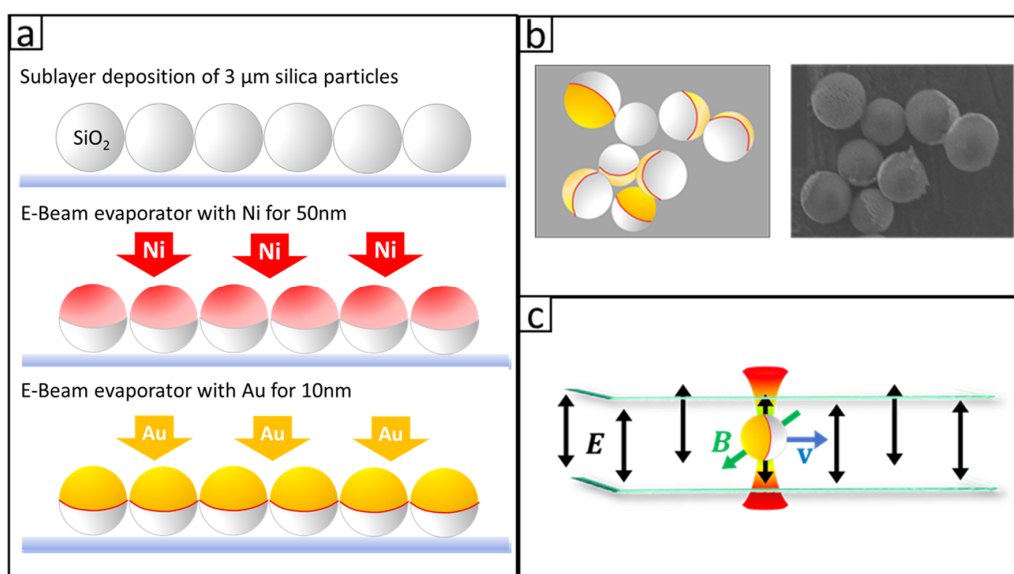 a
Sublayer deposition of 3 μm silica particles
SiO₂
E-Beam evaporator with Ni for 50nm
Ni Ni Ni
E-Beam evaporator with Au for 10nm
Au Au Au
b
c
E B v